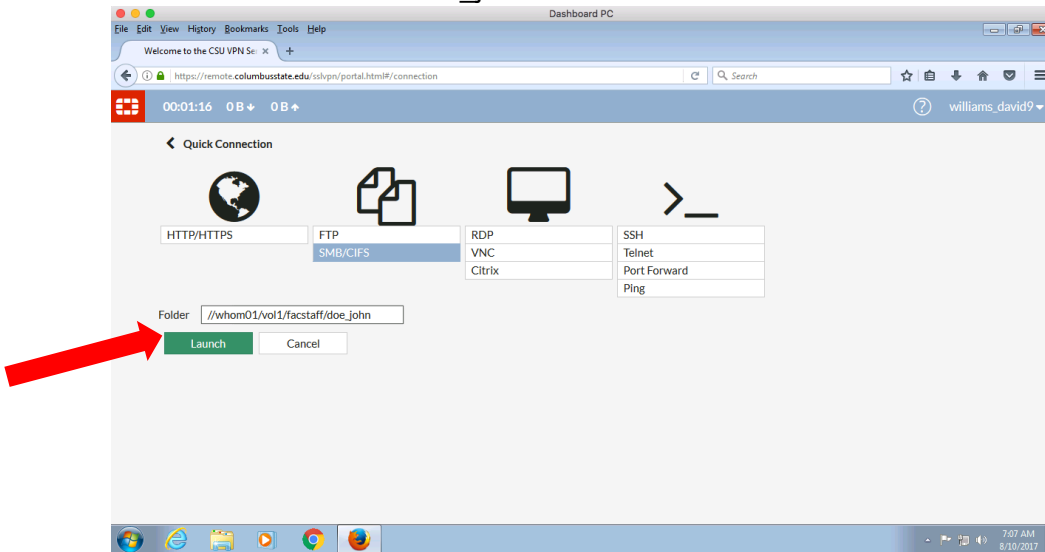 Dashboard PC
File Edit View History Bookmarks Tools Help
Welcome to the CSU VPN Se
https://remote.columbusstate.edu/sslvpn/portal.html#/connection
Search
00:01:16 0 B 0 B
williams_david9
Quick Connection
HTTP/HTTPS FTP RDP SSH
SMB/CIFS VNC Telnet
Citrix Port Forward
Ping
Folder //whom01/vol1/facstaff/doe_john
Launch Cancel
7:07 AM
8/10/2017